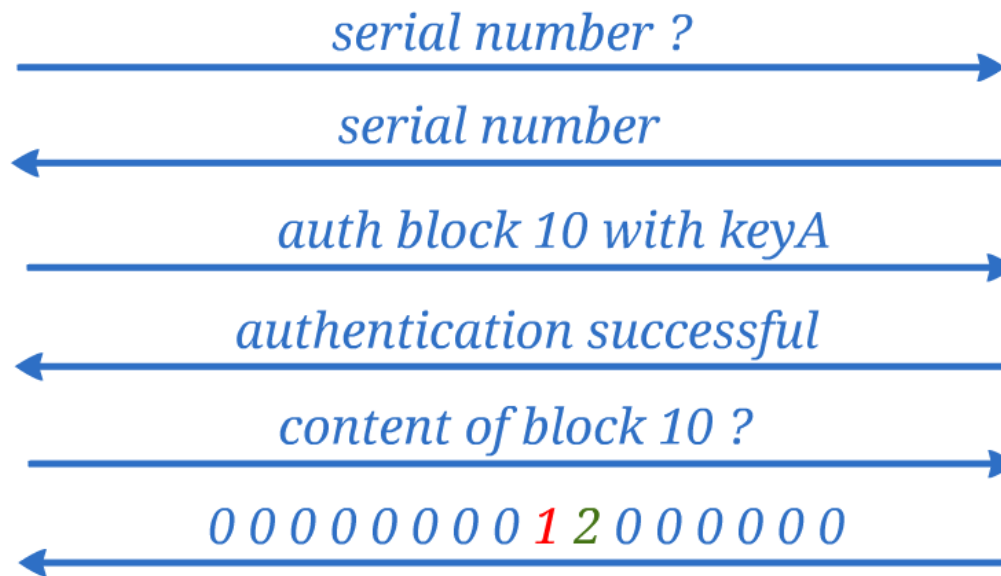 serial number ?
serial number
auth block 10 with keyA
authentication successful
content of block 10 ?
0 0 0 0 0 0 0 0 1 2 0 0 0 0 0 0